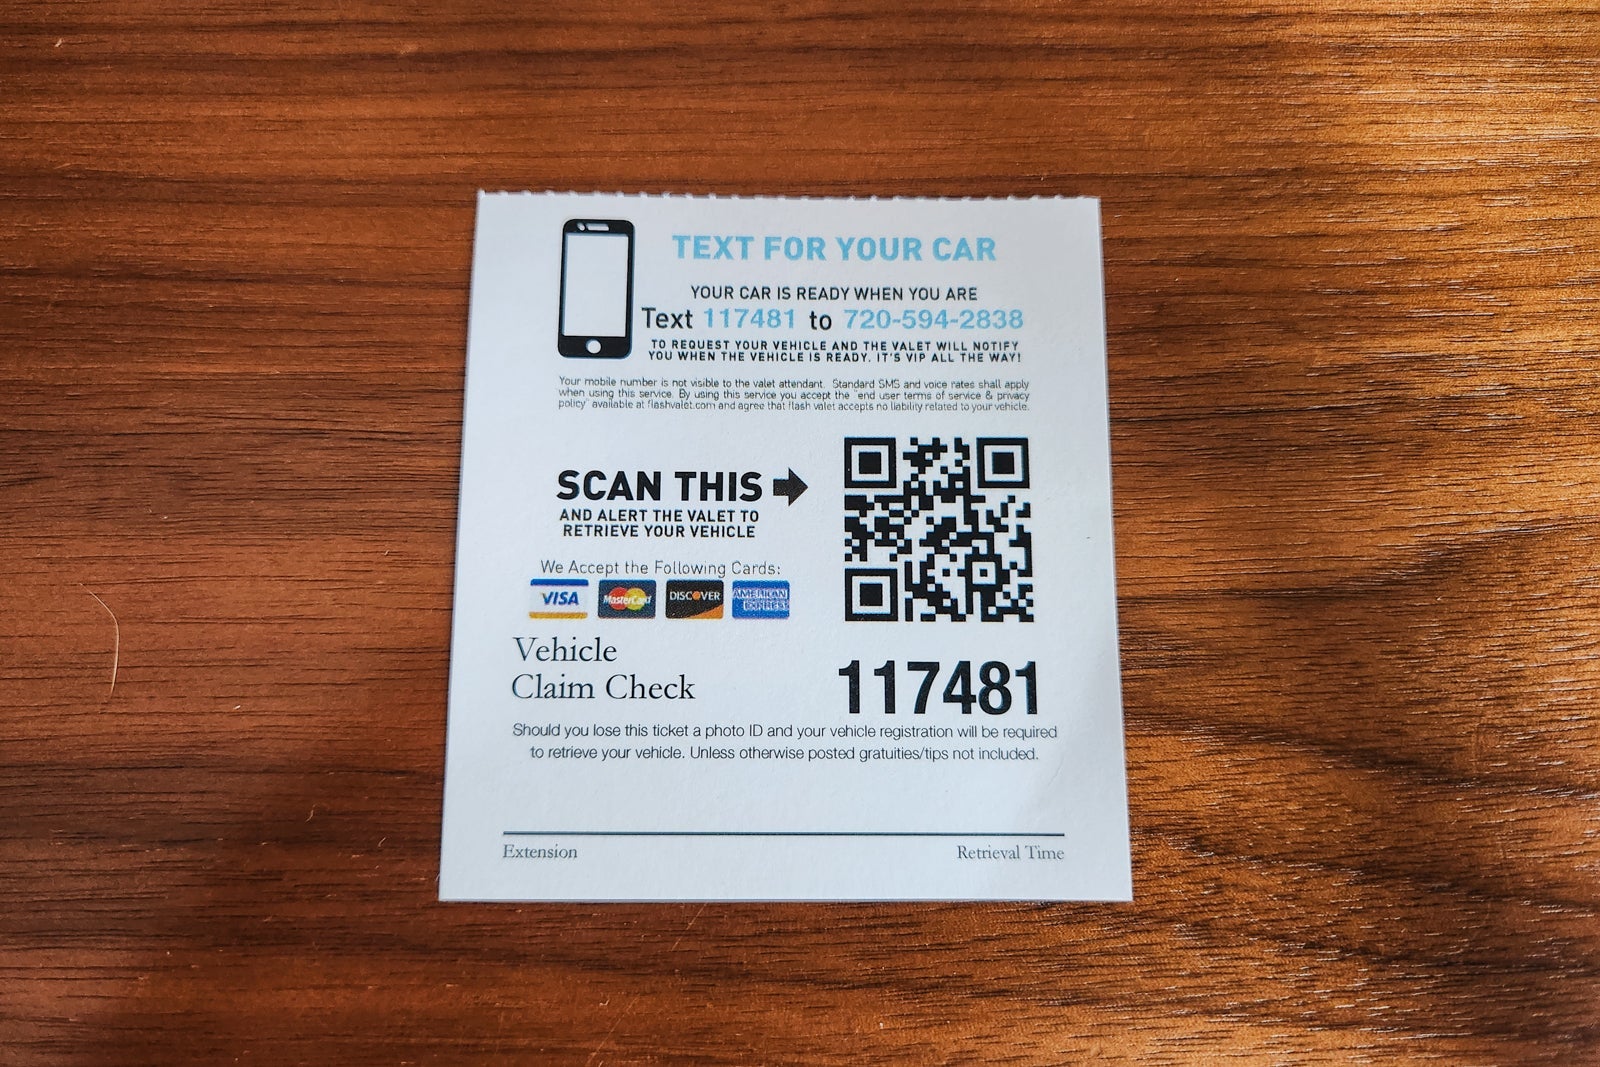 TEXT FOR YOUR CAR
YOUR CAR IS READY WHEN YOU ARE
Text 117481 to 720-594-2838
TO REQUEST YOUR VEHICLE AND THE VALET WILL NOTIFY
YOU WHEN THE VEHICLE IS READY. IT'S VIP ALL THE WAY!
Your mobile number is not visible to the valet attendant. Standard SMS and voice rates shall apply
when using this service. By using this service you accept the "end user terms of service & privacy
policy" available at flashvalet.com and agree that flash valet accepts no liability related to your vehicle.
SCAN THIS
AND ALERT THE VALET TO
RETRIEVE YOUR VEHICLE
We Accept the Following Cards:
VISA MasterCard DISCOVER AMERICAN
EXPRESS
Vehicle
Claim Check
117481
Should you lose this ticket a photo ID and your vehicle registration will be required
to retrieve your vehicle. Unless otherwise posted gratuities/tips not included.
Extension Retrieval Time